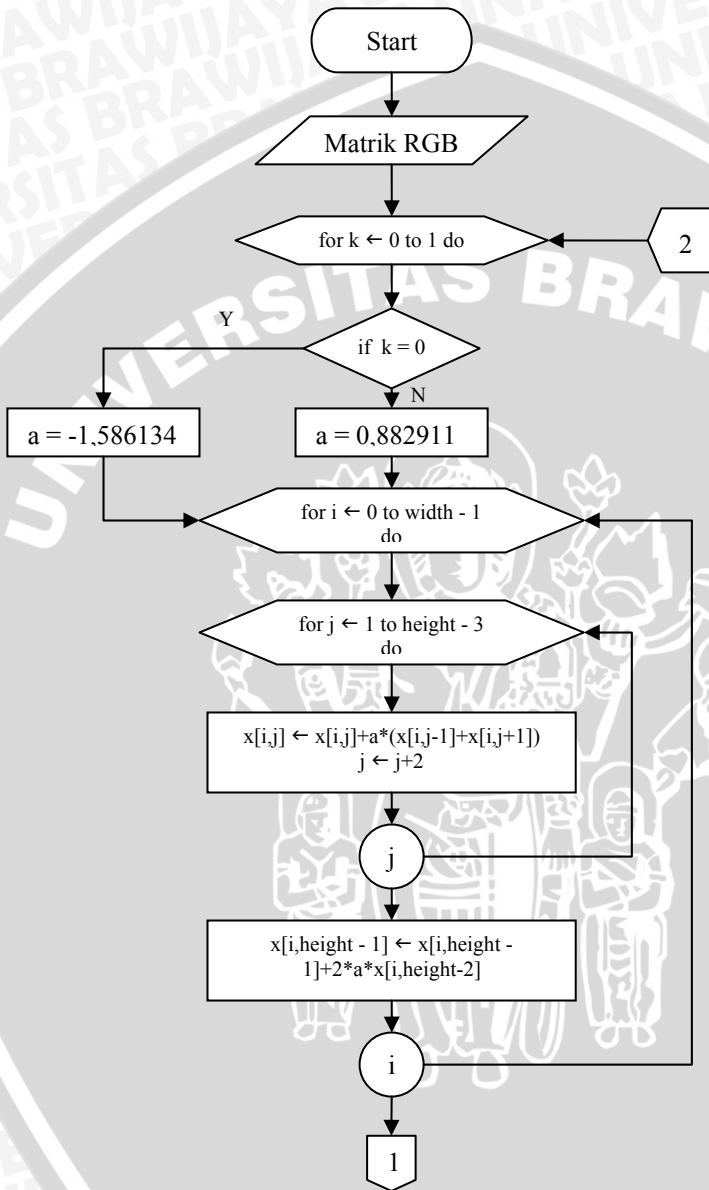 Start
Matrik RGB
for k ← 0 to 1 do
2
UNIVERSITAS BRAW
Y
if k = 0
N
a = -1,586134
a = 0,882911
for i ← 0 to width - 1
do
for j ← 1 to height - 3
do
x[i,j] ← x[i,j]+a*(x[i,j-1]+x[i,j+1])
j ← j+2
j
x[i,height - 1] ← x[i,height -
1]+2*a*x[i,height-2]
i
1